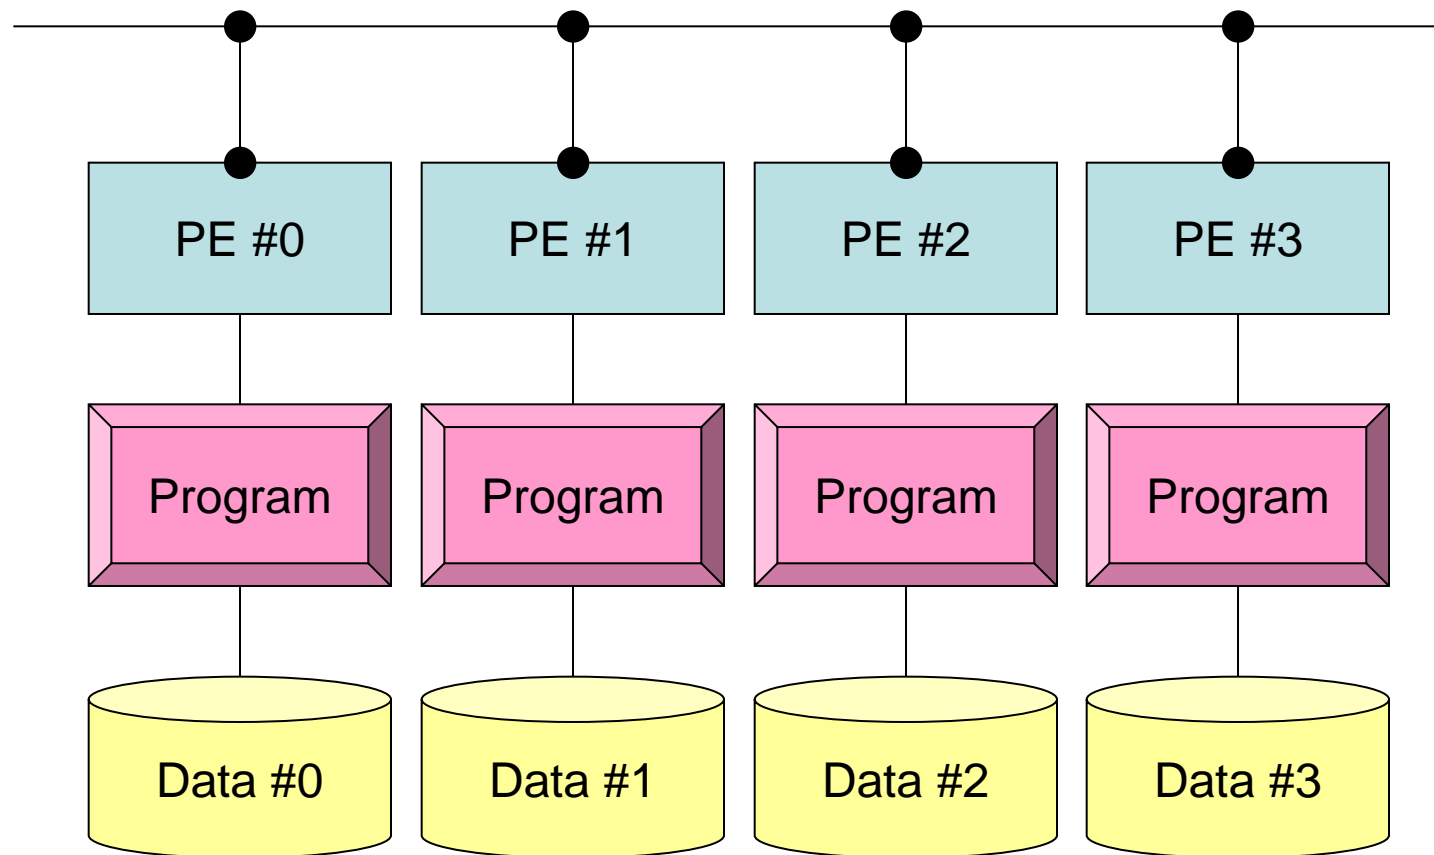 PE #0
PE #1
PE #2
PE #3
Program
Program
Program
Program
Data #0
Data #1
Data #2
Data #3